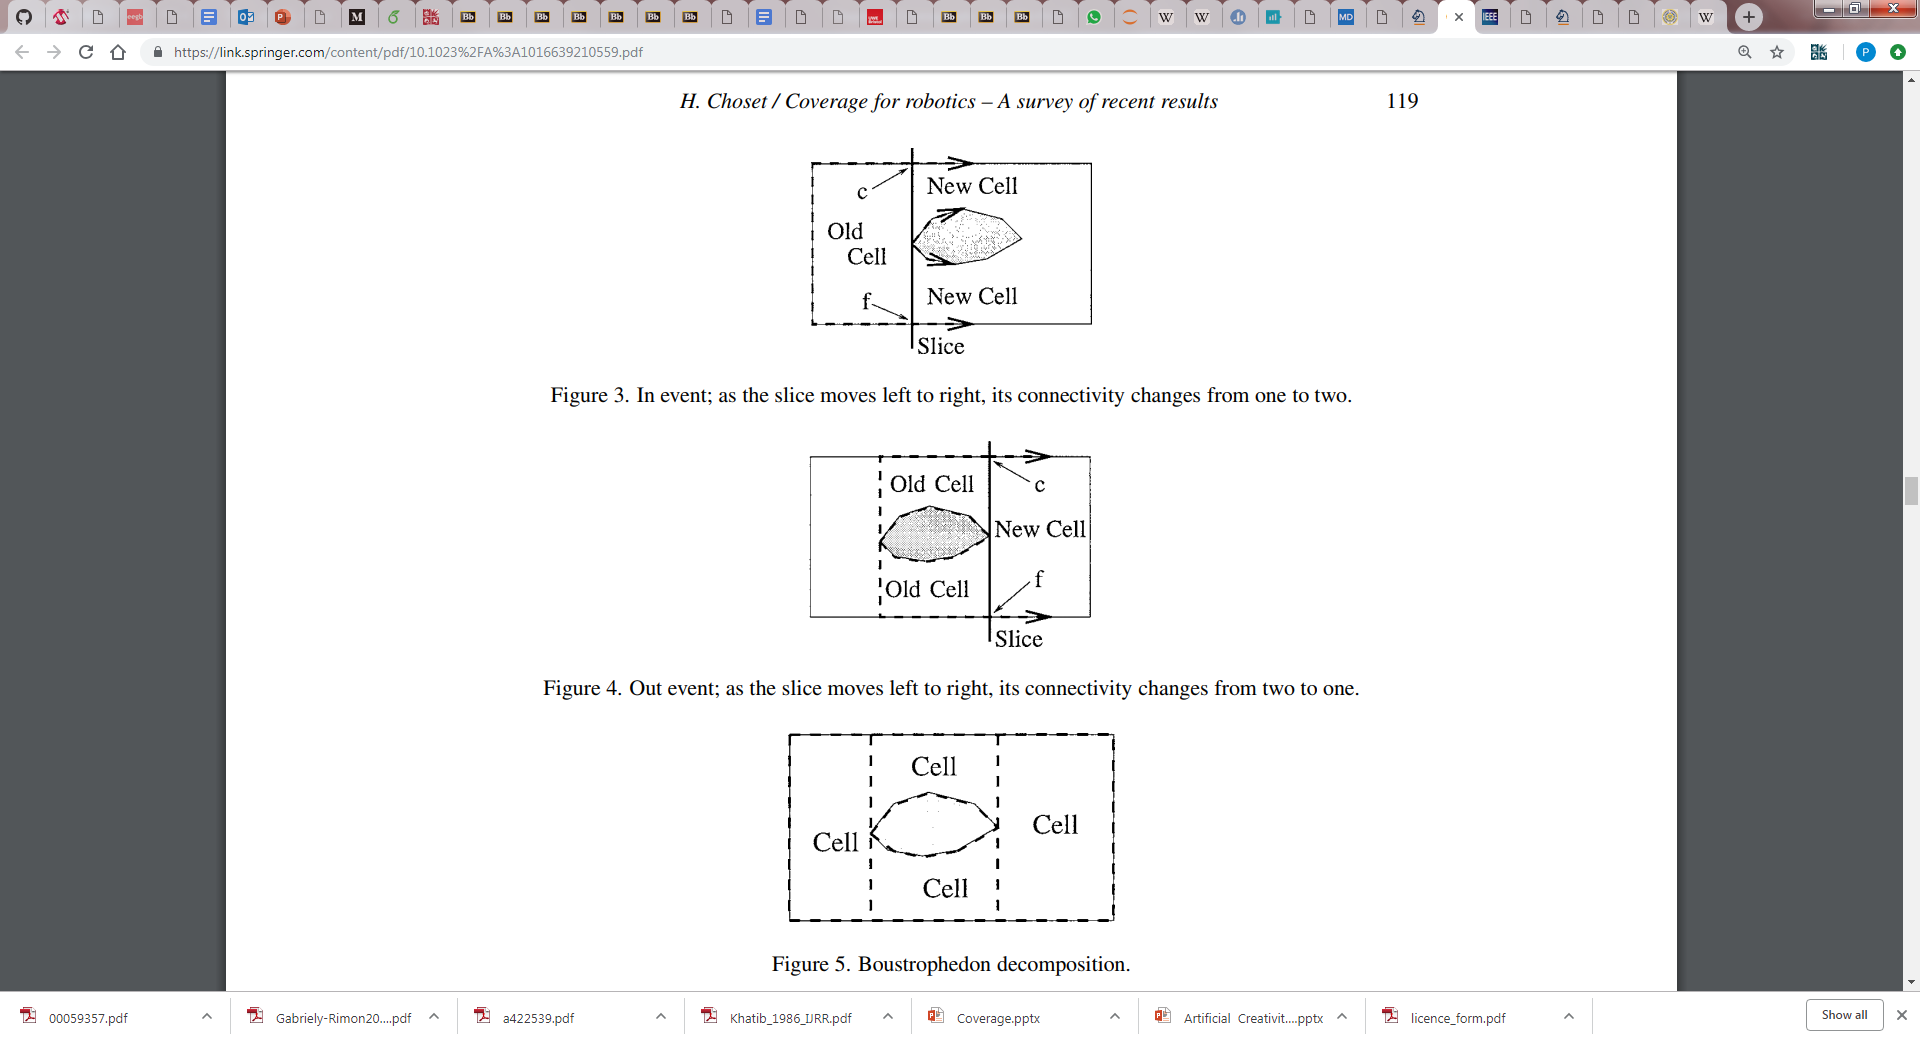 https://link.springer.com/content/pdf/10.1023%2FA%3A1016639210559.pdf
H. Choset / Coverage for robotics – A survey of recent results 119
c
New Cell
Old
Cell
f
New Cell
Slice
Figure 3. In event; as the slice moves left to right, its connectivity changes from one to two.
Old Cell
c
New Cell
f
Old Cell
Slice
Figure 4. Out event; as the slice moves left to right, its connectivity changes from two to one.
Cell
Cell
Cell
Cell
Figure 5. Boustrophedon decomposition.
00059357.pdf
Gabriely-Rimon20....pdf
a422539.pdf
Khatib_1986_IJRR.pdf
Coverage.pptx
Artificial Creativit....pptx
licence_form.pdf
Show all